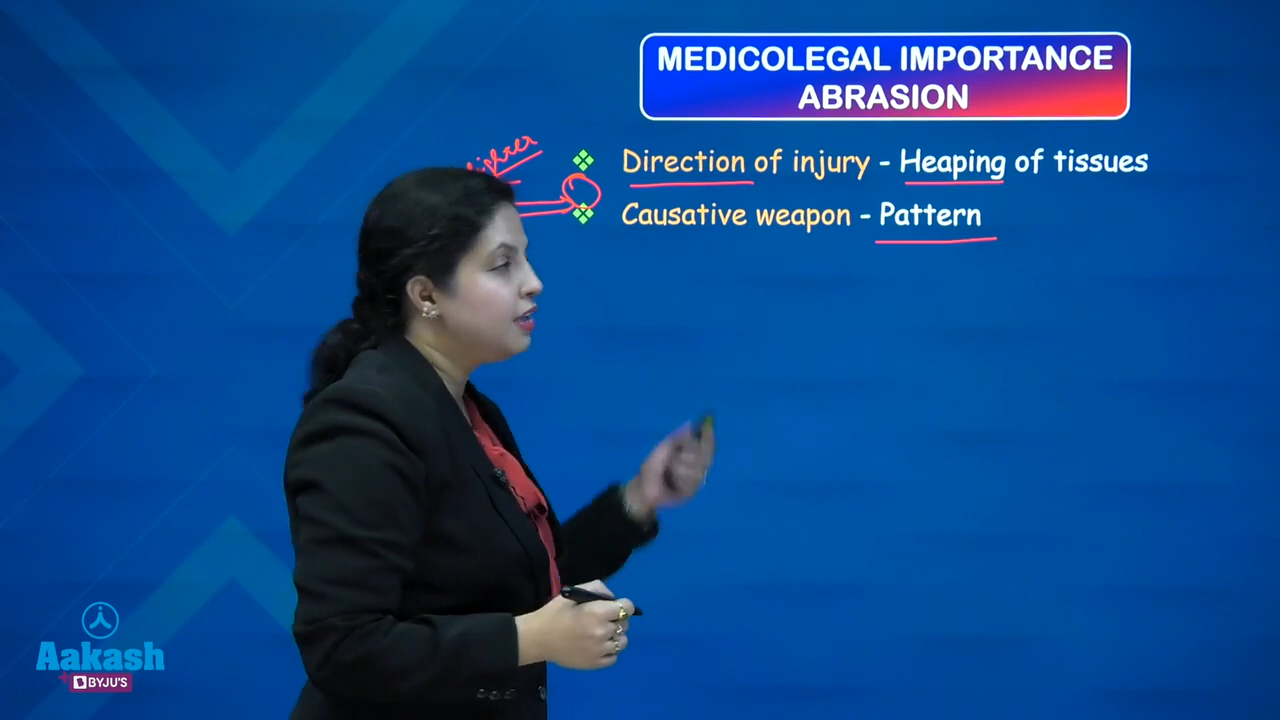 MEDICOLEGAL IMPORTANCE
ABRASION
❖ Direction of injury - Heaping of tissues
❖ Causative weapon - Pattern
Aakash
+ BYJU'S